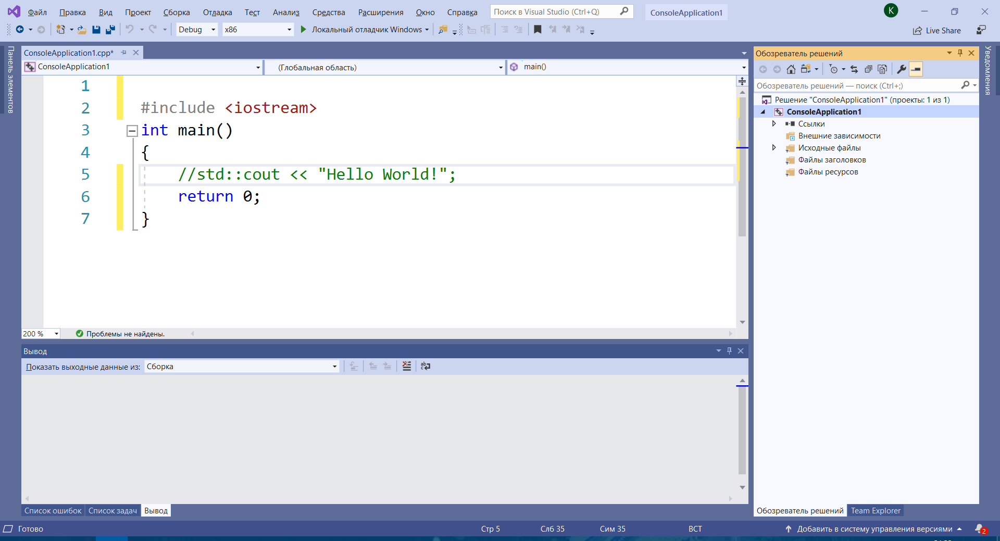 Файл Правка Вид Проект Сборка Отладка Тест Анализ Средства Расширения Окно Справка Поиск в Visual Studio (Ctrl+Q) ConsoleApplication1 K
Debug x86 Локальный отладчик Windows Live Share
Панель элементов
ConsoleApplication1.cpp*
ConsoleApplication1 (Глобальная область) main()
1
2 #include <iostream>
3 int main()
4 {
5 //std::cout << "Hello World!";
6 return 0;
7 }
200 % Проблемы не найдены.
Вывод
Показать выходные данные из: Сборка
Список ошибок Список задач Вывод
Обозреватель решений
Обозреватель решений — поиск (Ctrl+;)
Решение "ConsoleApplication1" (проекты: 1 из 1)
ConsoleApplication1
Ссылки
Внешние зависимости
Исходные файлы
Файлы заголовков
Файлы ресурсов
Обозреватель решений Team Explorer
Уведомления
Готово Стр 5 Слб 35 Сим 35 ВСТ Добавить в систему управления версиями 2